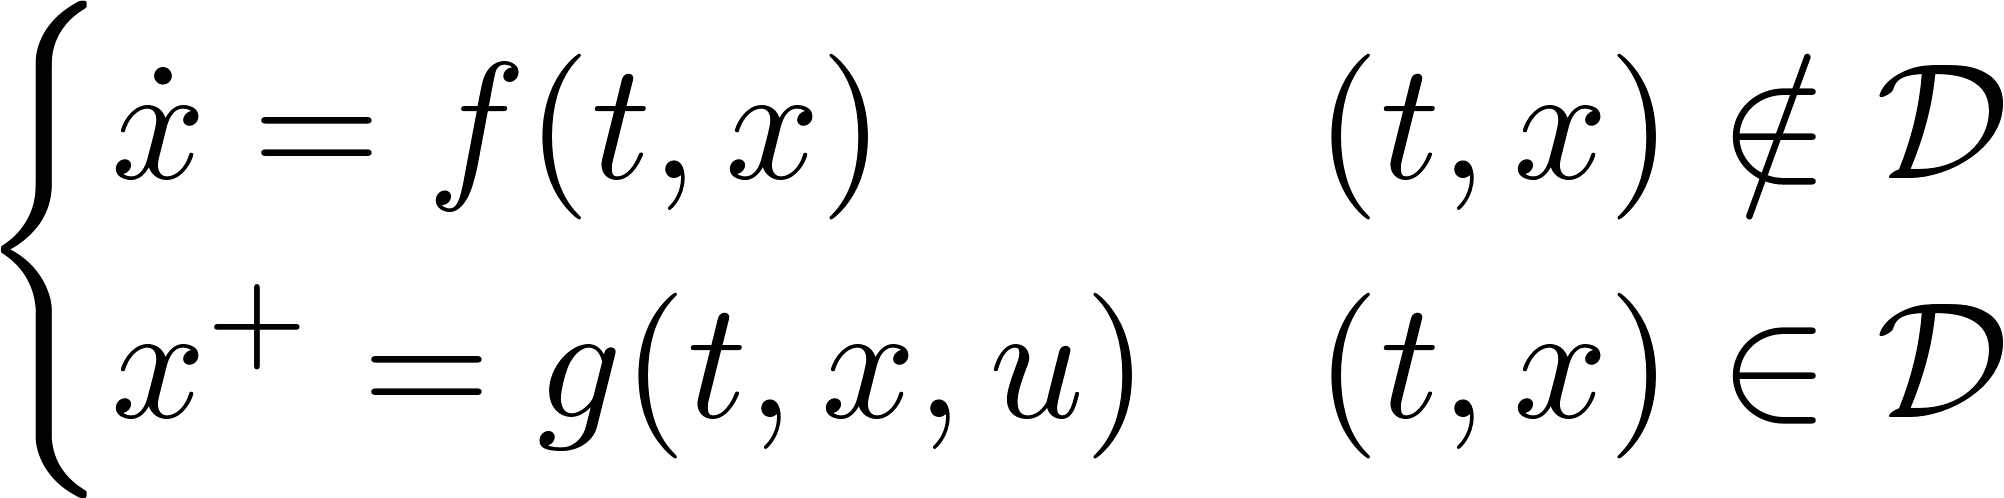 ẋ = f(t, x) (t, x) ∉ 𝒟
x⁺ = g(t, x, u) (t, x) ∈ 𝒟